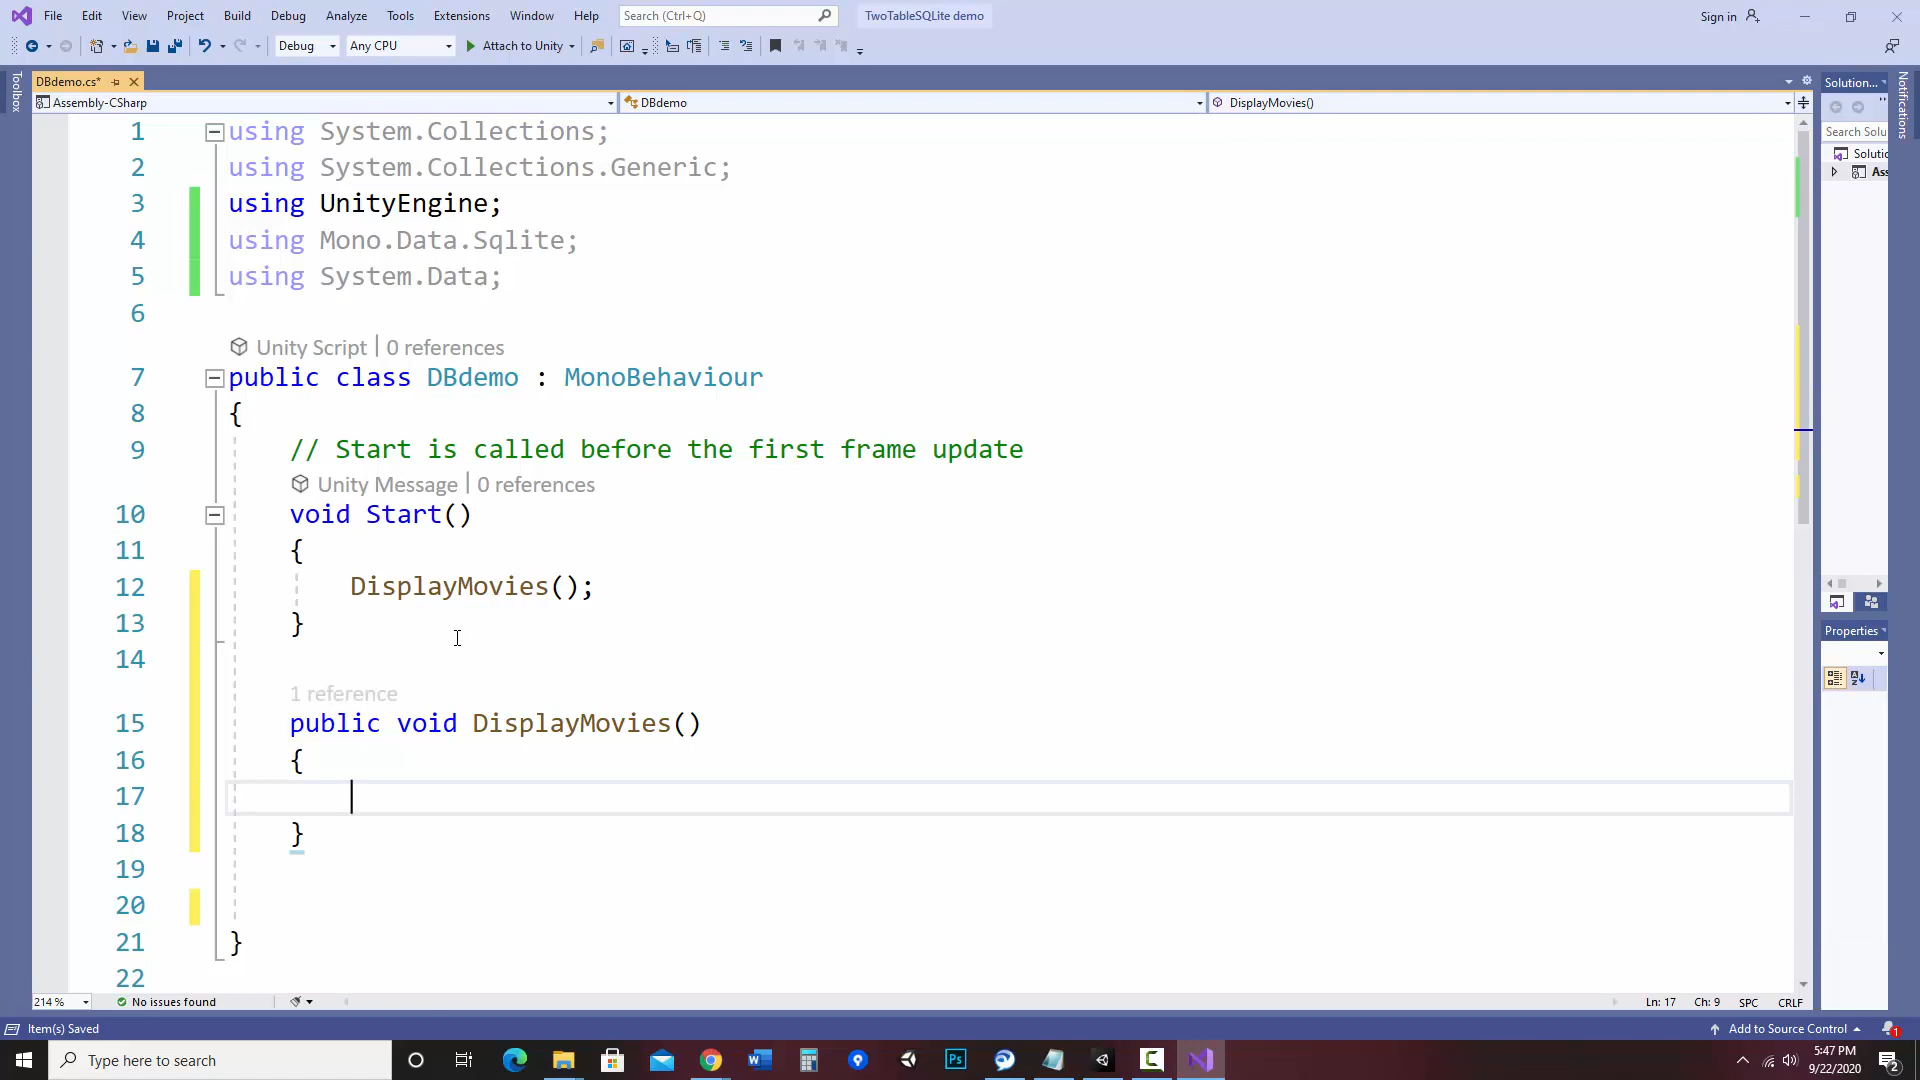 File Edit View Project Build Debug Analyze Tools Extensions Window Help Search (Ctrl+Q) TwoTableSQLite demo Sign in
Debug Any CPU Attach to Unity
Toolbox
DBdemo.cs*
Solution...
Notifications
Assembly-CSharp DBdemo DisplayMovies()
Search Solu
Solutic
Ass
1 using System.Collections;
2 using System.Collections.Generic;
3 using UnityEngine;
4 using Mono.Data.Sqlite;
5 using System.Data;
6
Unity Script | 0 references
7 public class DBdemo : MonoBehaviour
8 {
9 // Start is called before the first frame update
Unity Message | 0 references
10 void Start()
11 {
12 DisplayMovies();
13 }
14
1 reference
15 public void DisplayMovies()
16 {
17
18 }
19
20
21 }
22
Properties
214 % No issues found Ln: 17 Ch: 9 SPC CRLF
Item(s) Saved Add to Source Control 1
Type here to search
5:47 PM
9/22/2020
2